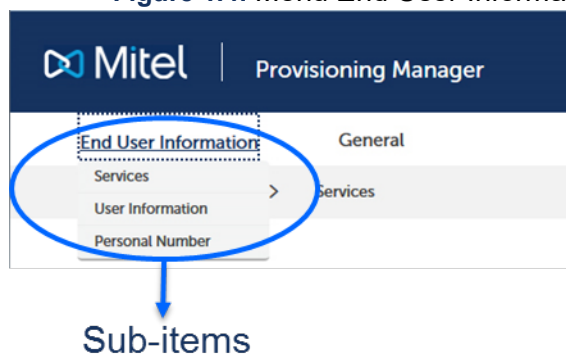 Mitel | Provisioning Manager
End User Information General
Services > Services
User Information
Personal Number
Sub-items